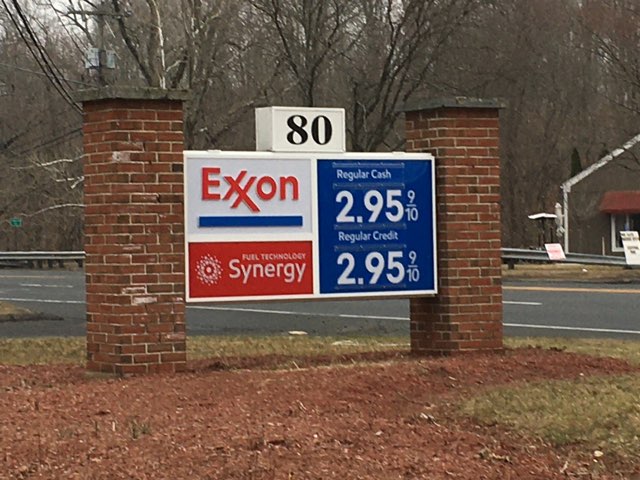 80
Exxon
FUEL TECHNOLOGY
Synergy
Regular Cash
2.95 9/10
Regular Credit
2.95 9/10